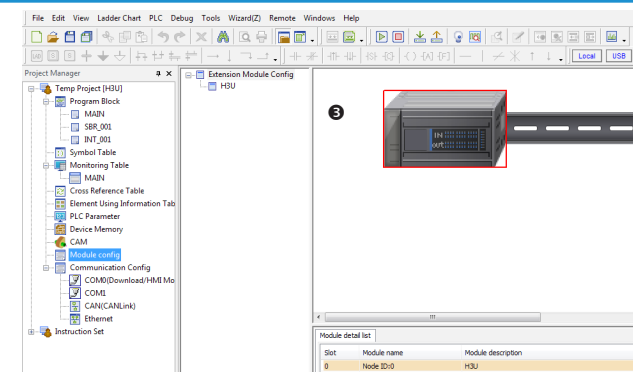 File Edit View Ladder Chart PLC Debug Tools Wizard(Z) Remote Windows Help
Local USB
Project Manager
Temp Project [H3U]
Program Block
MAIN
SBR_001
INT_001
Symbol Table
Monitoring Table
MAIN
Cross Reference Table
Element Using Information Tab
PLC Parameter
Device Memory
CAM
Module config
Communication Config
COM0(Download/HMI Mo
COM1
CAN(CANLink)
Ethernet
Instruction Set
Extension Module Config
H3U
❸
IN
out
Module detail list
Slot Module name Module description
0 Node ID:0 H3U